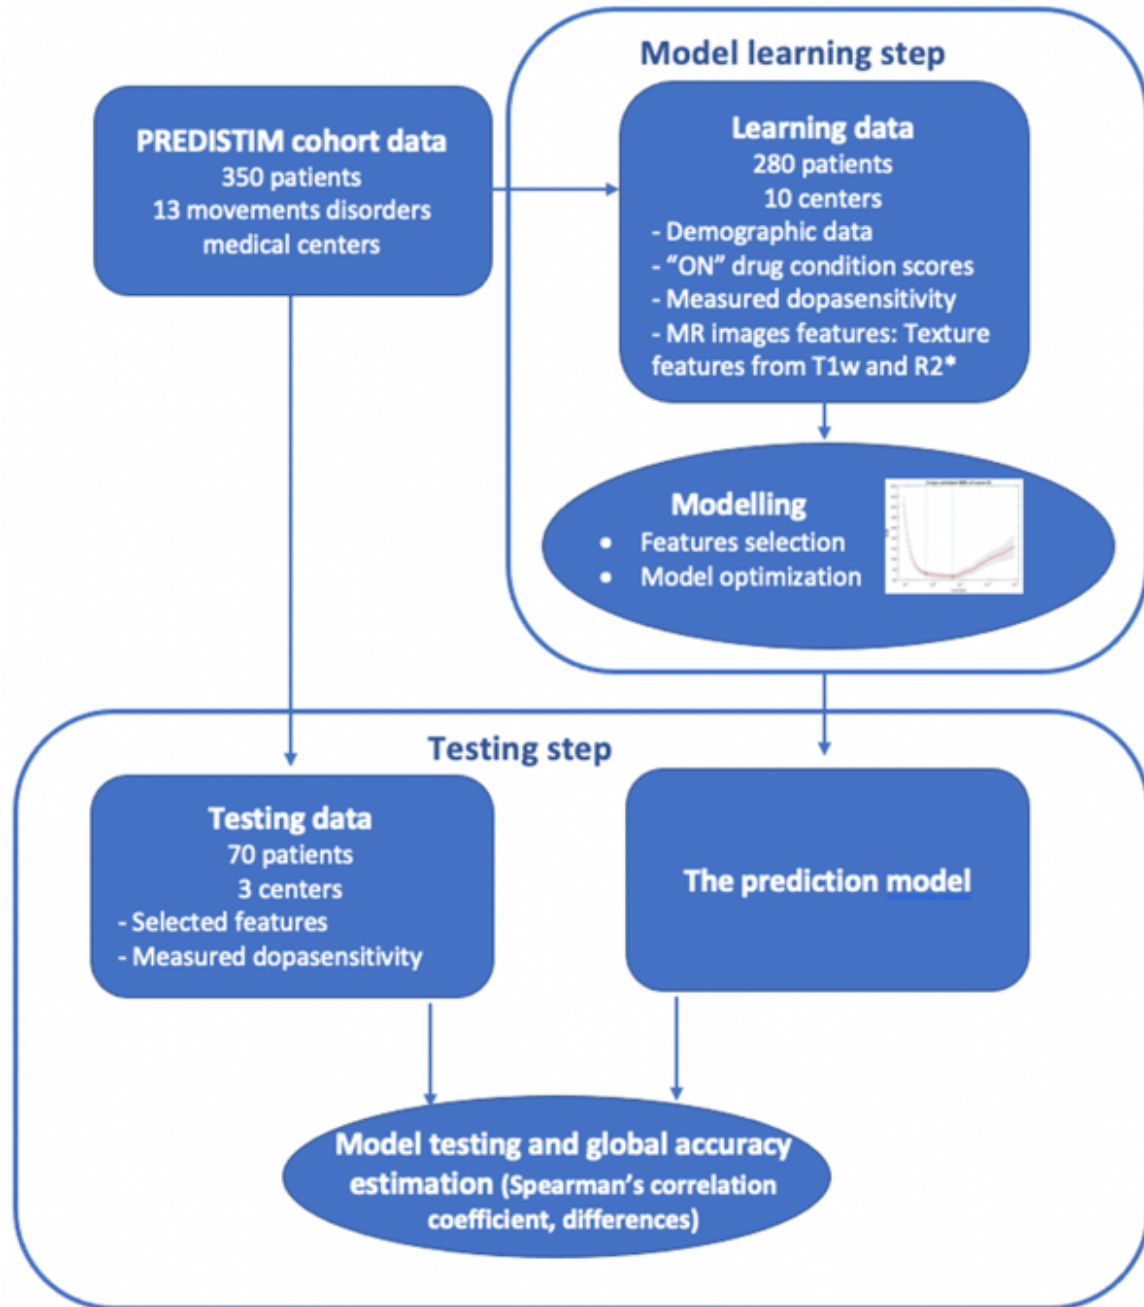 Model learning step
PREDISTIM cohort data
350 patients
13 movements disorders
medical centers
Learning data
280 patients
10 centers
- Demographic data
- “ON” drug condition scores
- Measured dopasensitivity
- MR images features: Texture
features from T1w and R2*
Modelling
• Features selection
• Model optimization
Testing step
Testing data
70 patients
3 centers
- Selected features
- Measured dopasensitivity
The prediction model
Model testing and global accuracy
estimation (Spearman’s correlation
coefficient, differences)